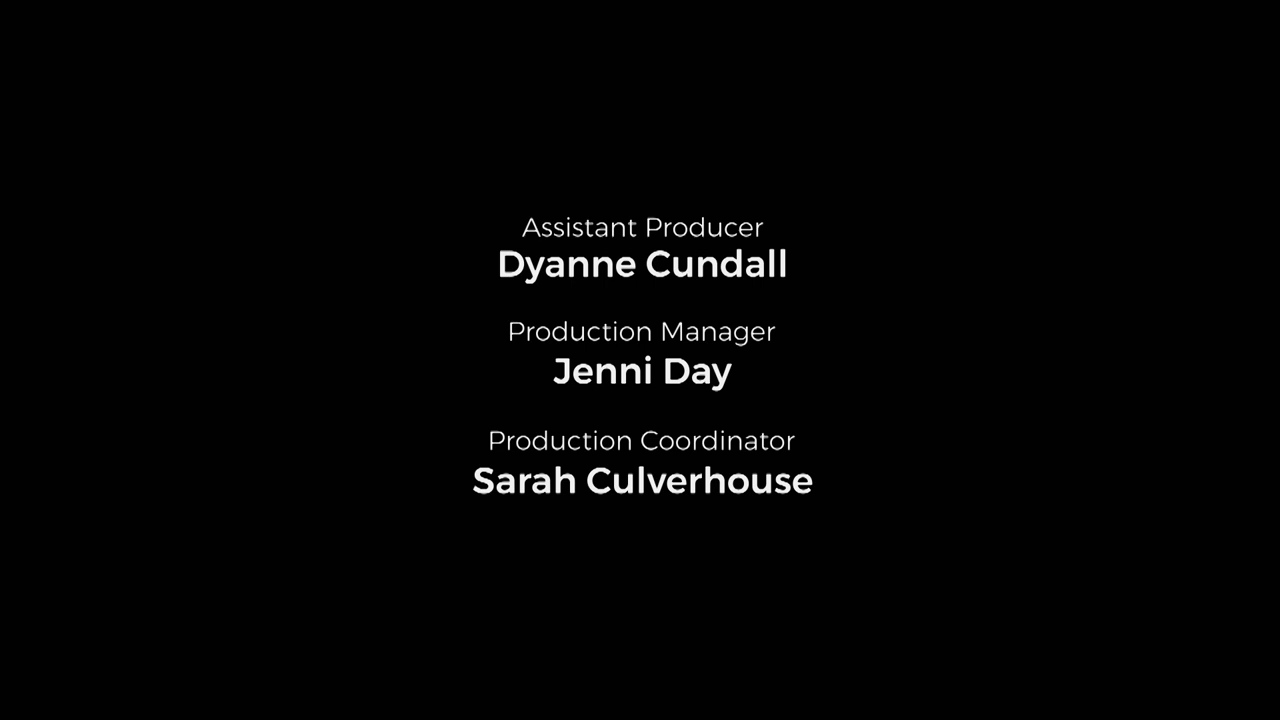 Assistant Producer
Dyanne Cundall
Production Manager
Jenni Day
Production Coordinator
Sarah Culverhouse